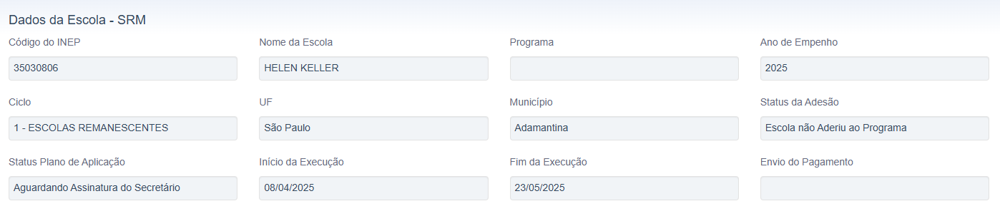 Dados da Escola - SRM
Código do INEP Nome da Escola Programa Ano de Empenho
35030806 HELEN KELLER 2025
Ciclo UF Município Status da Adesão
1 - ESCOLAS REMANESCENTES São Paulo Adamantina Escola não Aderiu ao Programa
Status Plano de Aplicação Início da Execução Fim da Execução Envio do Pagamento
Aguardando Assinatura do Secretário 08/04/2025 23/05/2025